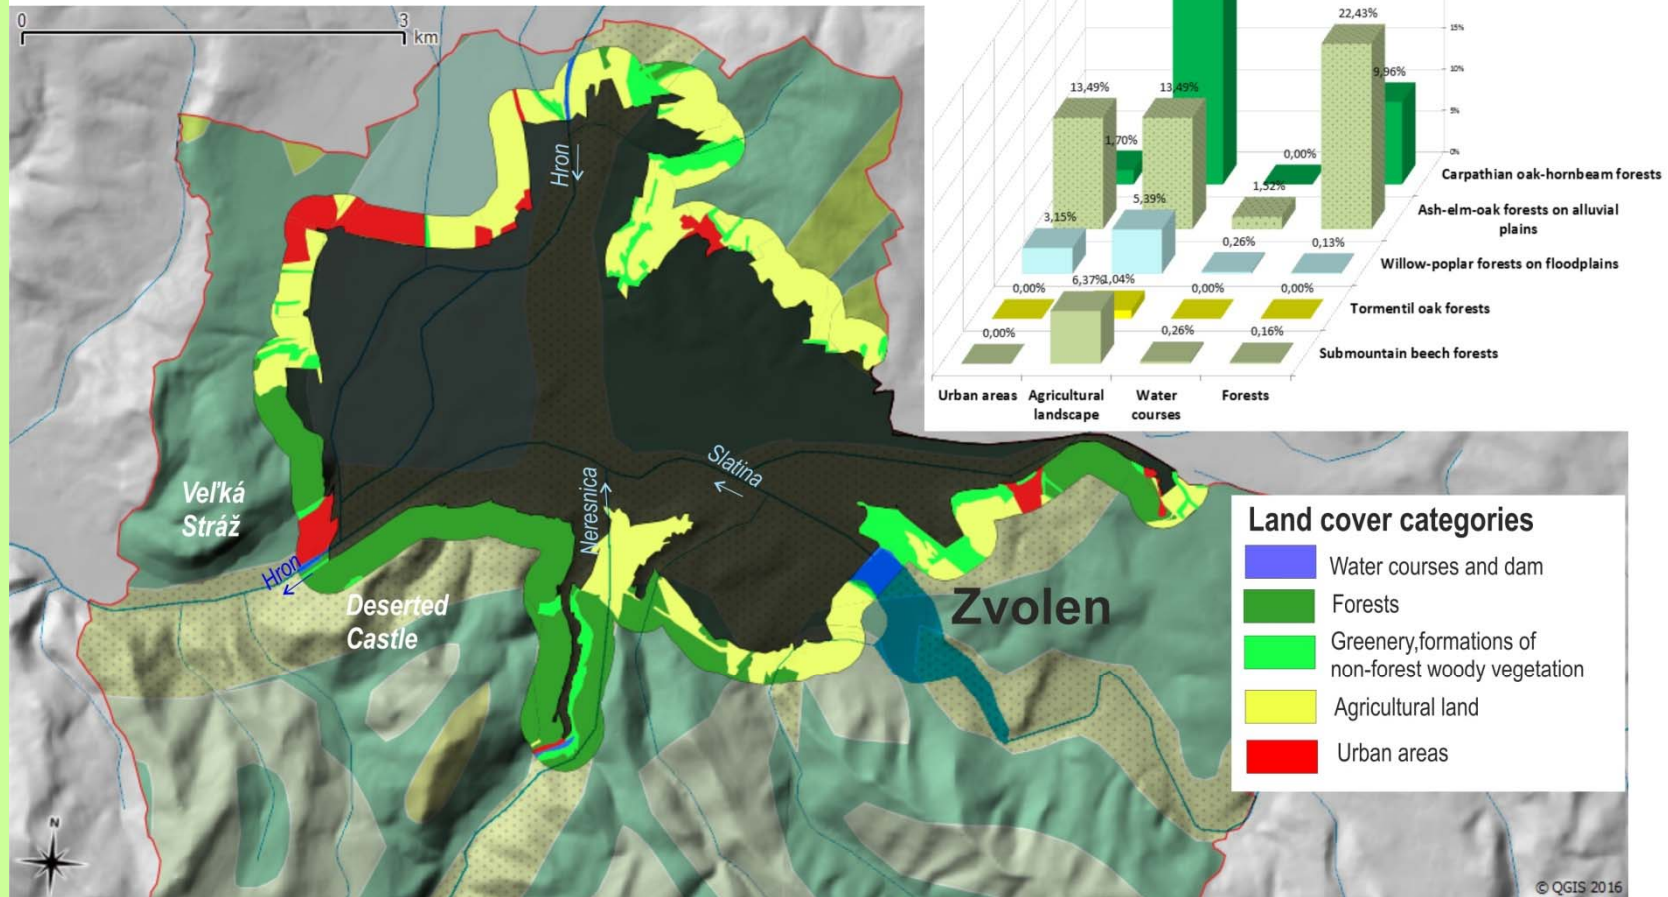 0 3
km
22,43%
15%
10%
9,96%
13,49% 13,49%
5%
1,70%
0,00%
0%
Carpathian oak-hornbeam forests
1,52%
Ash-elm-oak forests on alluvial
plains
5,39%
3,15%
0,26% 0,13%
Willow-poplar forests on floodplains
6,37% 1,04%
0,00% 0,00% 0,00%
Tormentil oak forests
0,00% 0,26% 0,16%
Submountain beech forests
Urban areas Agricultural Water Forests
landscape courses
Hron
Slatina
Neresnica
Veľká
Stráž
Hron
Deserted
Castle
Zvolen
Land cover categories
Water courses and dam
Forests
Greenery,formations of
non-forest woody vegetation
Agricultural land
Urban areas
N
© QGIS 2016